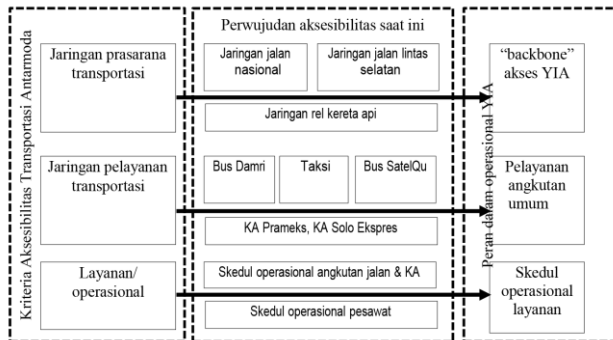 Kriteria Aksesibilitas Transportasi Antarmoda
Jaringan prasarana
transportasi
Jaringan pelayanan
transportasi
Layanan/
operasional
Perwujudan aksesibilitas saat ini
Jaringan jalan
nasional
Jaringan jalan lintas
selatan
Jaringan rel kereta api
Bus Damri
Taksi
Bus SatelQu
KA Prameks, KA Solo Ekspres
Skedul operasional angkutan jalan & KA
Skedul operasional pesawat
Peran dalam operasional YIA
“backbone”
akses YIA
Pelayanan
angkutan
umum
Skedul
operasional
layanan